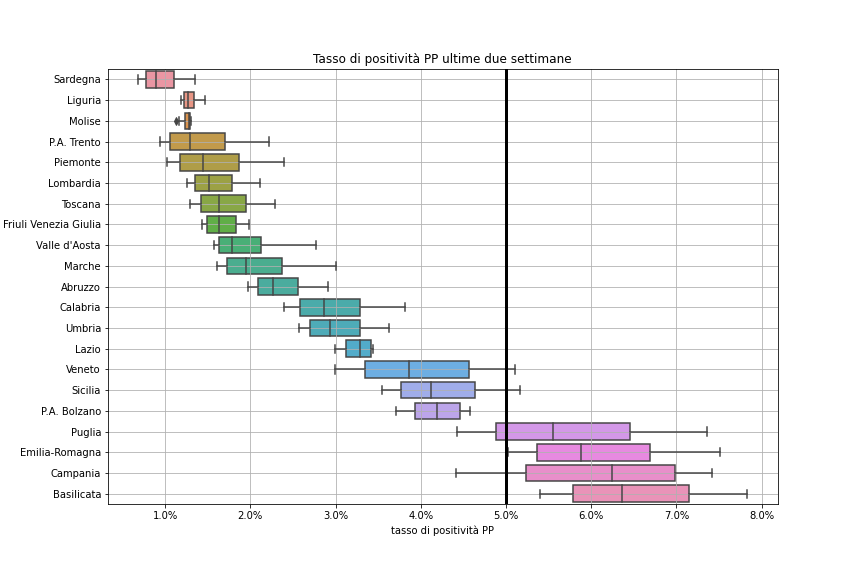 Tasso di positività PP ultime due settimane
Sardegna
Liguria
Molise
P.A. Trento
Piemonte
Lombardia
Toscana
Friuli Venezia Giulia
Valle d'Aosta
Marche
Abruzzo
Calabria
Umbria
Lazio
Veneto
Sicilia
P.A. Bolzano
Puglia
Emilia-Romagna
Campania
Basilicata
1.0% 2.0% 3.0% 4.0% 5.0% 6.0% 7.0% 8.0%
tasso di positività PP